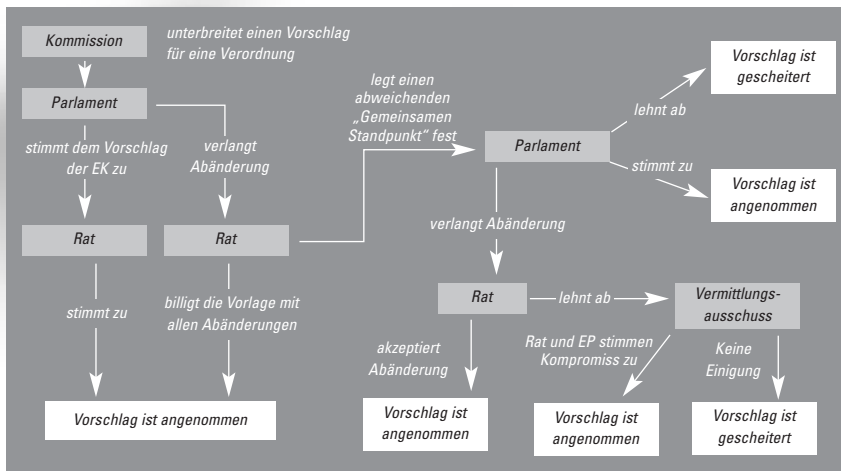 Kommission
unterbreitet einen Vorschlag
für eine Verordnung
Parlament
stimmt dem Vorschlag
der EK zu
verlangt
Abänderung
legt einen
abweichenden
„Gemeinsamen
Standpunkt“ fest
Rat
Rat
stimmt zu
billigt die Vorlage mit
allen Abänderungen
Vorschlag ist angenommen
Parlament
lehnt ab
Vorschlag ist
gescheitert
stimmt zu
Vorschlag ist
angenommen
verlangt Abänderung
Rat
lehnt ab
Vermittlungs-
ausschuss
akzeptiert
Abänderung
Rat und EP stimmen
Kompromiss zu
Keine
Einigung
Vorschlag ist
angenommen
Vorschlag ist
angenommen
Vorschlag ist
gescheitert